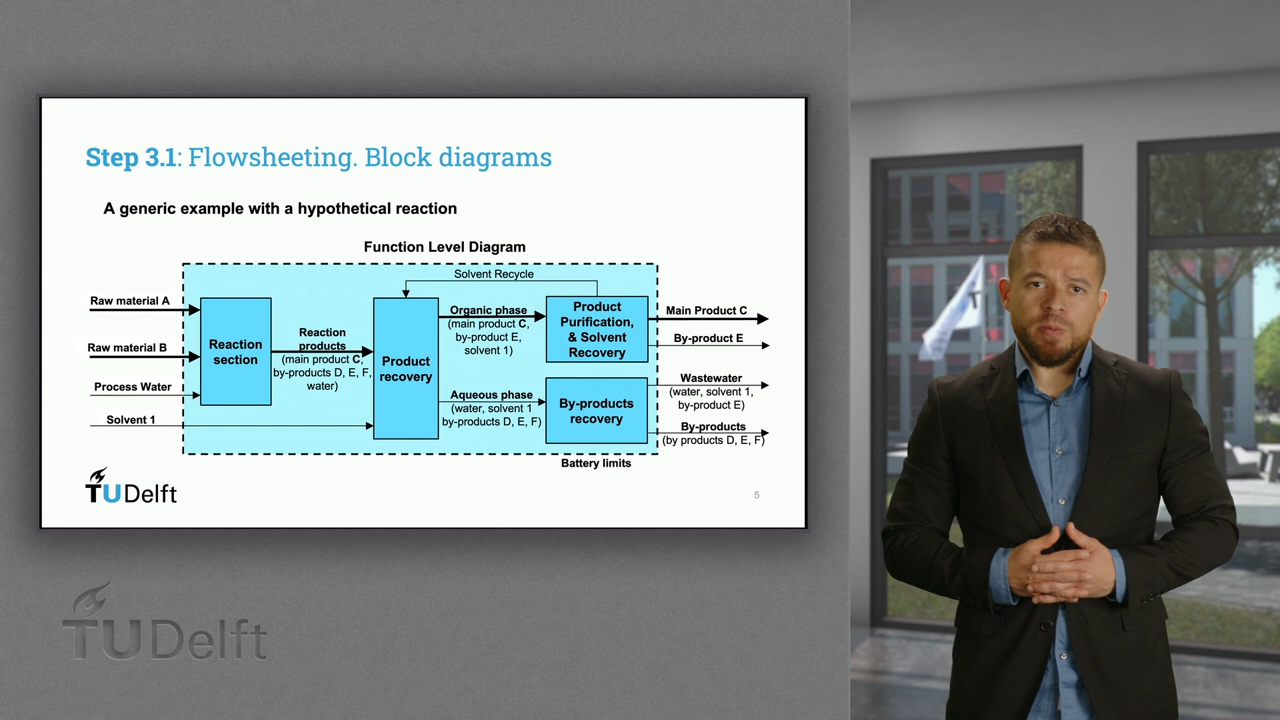 Step 3.1: Flowsheeting. Block diagrams
A generic example with a hypothetical reaction
Function Level Diagram
Solvent Recycle
Raw material A
Raw material B
Process Water
Solvent 1
Reaction
section
Reaction
products
(main product C,
by-products D, E, F,
water)
Product
recovery
Organic phase
(main product C,
by-product E,
solvent 1)
Aqueous phase
(water, solvent 1
by-products D, E, F)
Product
Purification,
& Solvent
Recovery
By-products
recovery
Main Product C
By-product E
Wastewater
(water, solvent 1,
by-product E)
By-products
(by products D, E, F)
Battery limits
TU Delft
5
TU Delft